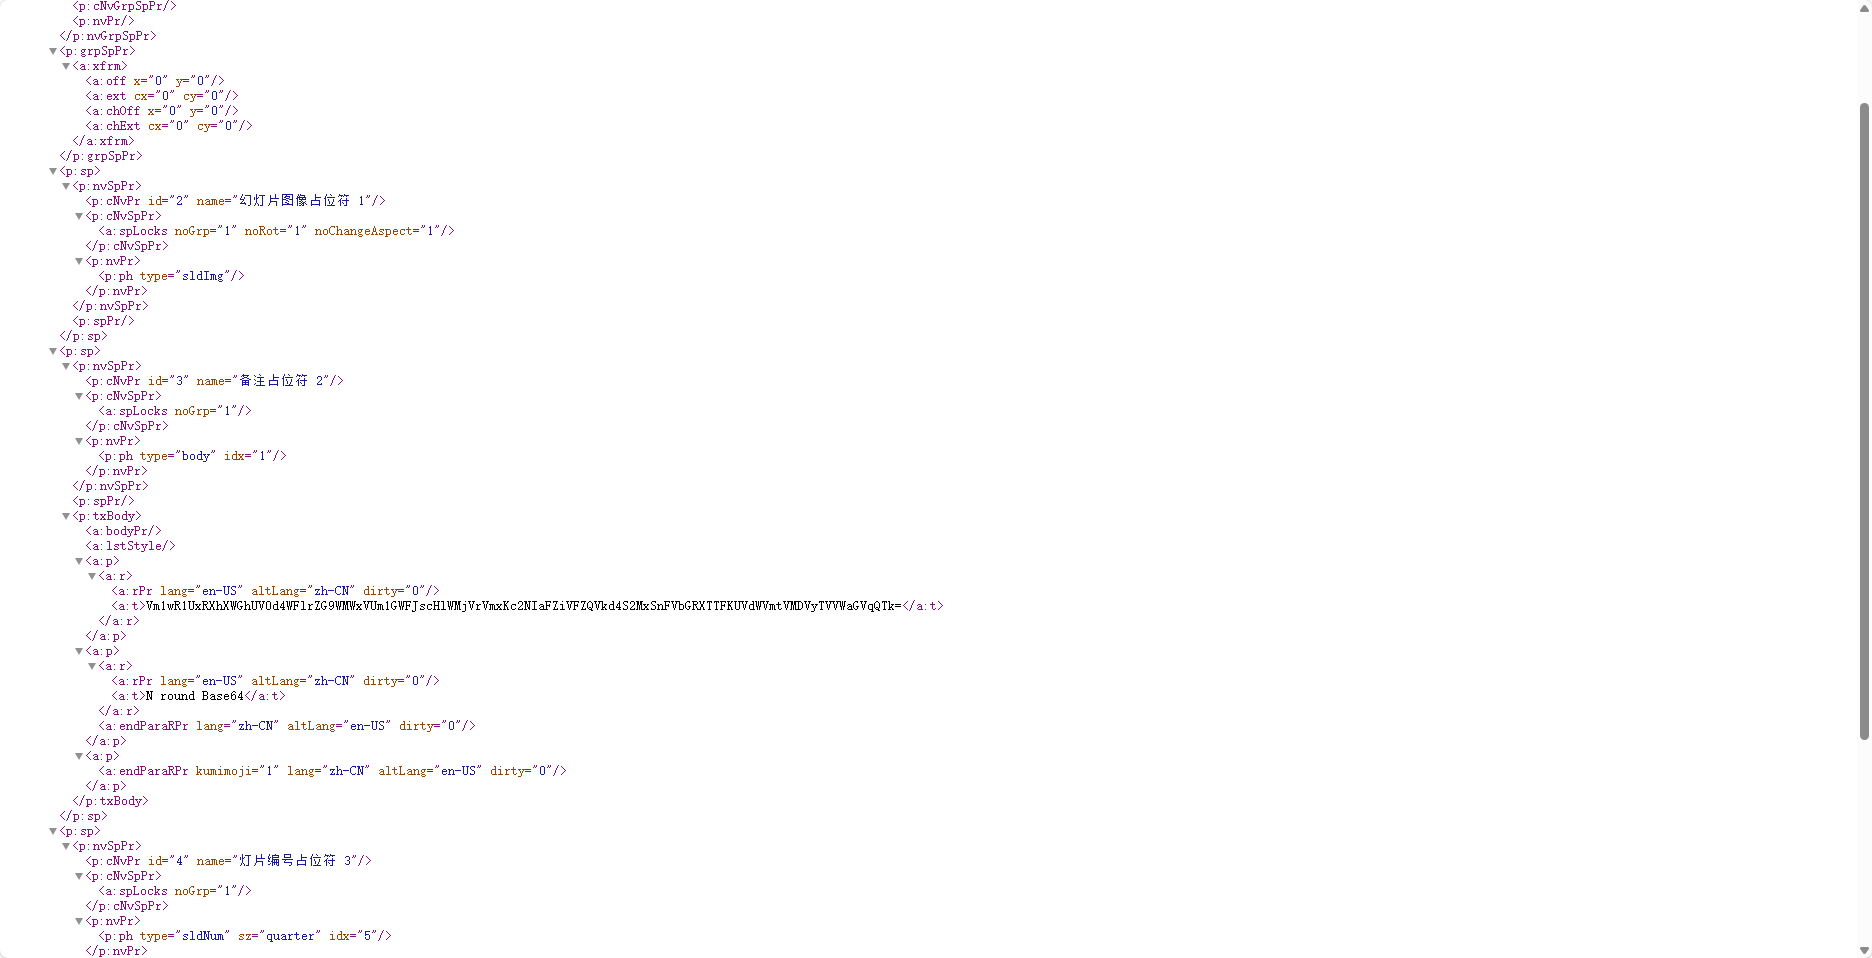 <p:cNvGrpSpPr/>
<p:nvPr/>
</p:nvGrpSpPr>
▼<p:grpSpPr>
▼<a:xfrm>
<a:off x="0" y="0"/>
<a:ext cx="0" cy="0"/>
<a:chOff x="0" y="0"/>
<a:chExt cx="0" cy="0"/>
</a:xfrm>
</p:grpSpPr>
▼<p:sp>
▼<p:nvSpPr>
<p:cNvPr id="2" name="幻灯片图像占位符 1"/>
▼<p:cNvSpPr>
<a:spLocks noGrp="1" noRot="1" noChangeAspect="1"/>
</p:cNvSpPr>
▼<p:nvPr>
<p:ph type="sldImg"/>
</p:nvPr>
</p:nvSpPr>
<p:spPr/>
</p:sp>
▼<p:sp>
▼<p:nvSpPr>
<p:cNvPr id="3" name="备注占位符 2"/>
▼<p:cNvSpPr>
<a:spLocks noGrp="1"/>
</p:cNvSpPr>
▼<p:nvPr>
<p:ph type="body" idx="1"/>
</p:nvPr>
</p:nvSpPr>
<p:spPr/>
▼<p:txBody>
<a:bodyPr/>
<a:lstStyle/>
▼<a:p>
▼<a:r>
<a:rPr lang="en-US" altLang="zh-CN" dirty="0"/>
<a:t>Vm1wR1UxRXhXWGhUV0d4WFlrZG9WMWxVUm1GWFJscHlWMjVrVmxKc2NIaFZiVFZQVkd4S2MxSnFVbGRXTTFKUVdWVmtVMDVyTVVWaGVqQTk=</a:t>
</a:r>
</a:p>
▼<a:p>
▼<a:r>
<a:rPr lang="en-US" altLang="zh-CN" dirty="0"/>
<a:t>N round Base64</a:t>
</a:r>
<a:endParaRPr lang="zh-CN" altLang="en-US" dirty="0"/>
</a:p>
▼<a:p>
<a:endParaRPr kumimoji="1" lang="zh-CN" altLang="en-US" dirty="0"/>
</a:p>
</p:txBody>
</p:sp>
▼<p:sp>
▼<p:nvSpPr>
<p:cNvPr id="4" name="灯片编号占位符 3"/>
▼<p:cNvSpPr>
<a:spLocks noGrp="1"/>
</p:cNvSpPr>
▼<p:nvPr>
<p:ph type="sldNum" sz="quarter" idx="5"/>
</p:nvPr>